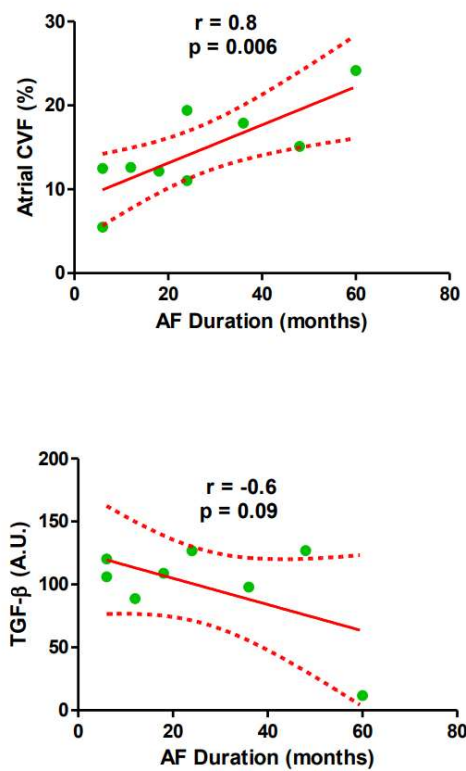 r = 0.8
p = 0.006
30
20
10
0
Atrial CVF (%)
0 20 40 60 80
AF Duration (months)
r = -0.6
p = 0.09
200
150
100
50
0
TGF-β (A.U.)
0 20 40 60 80
AF Duration (months)